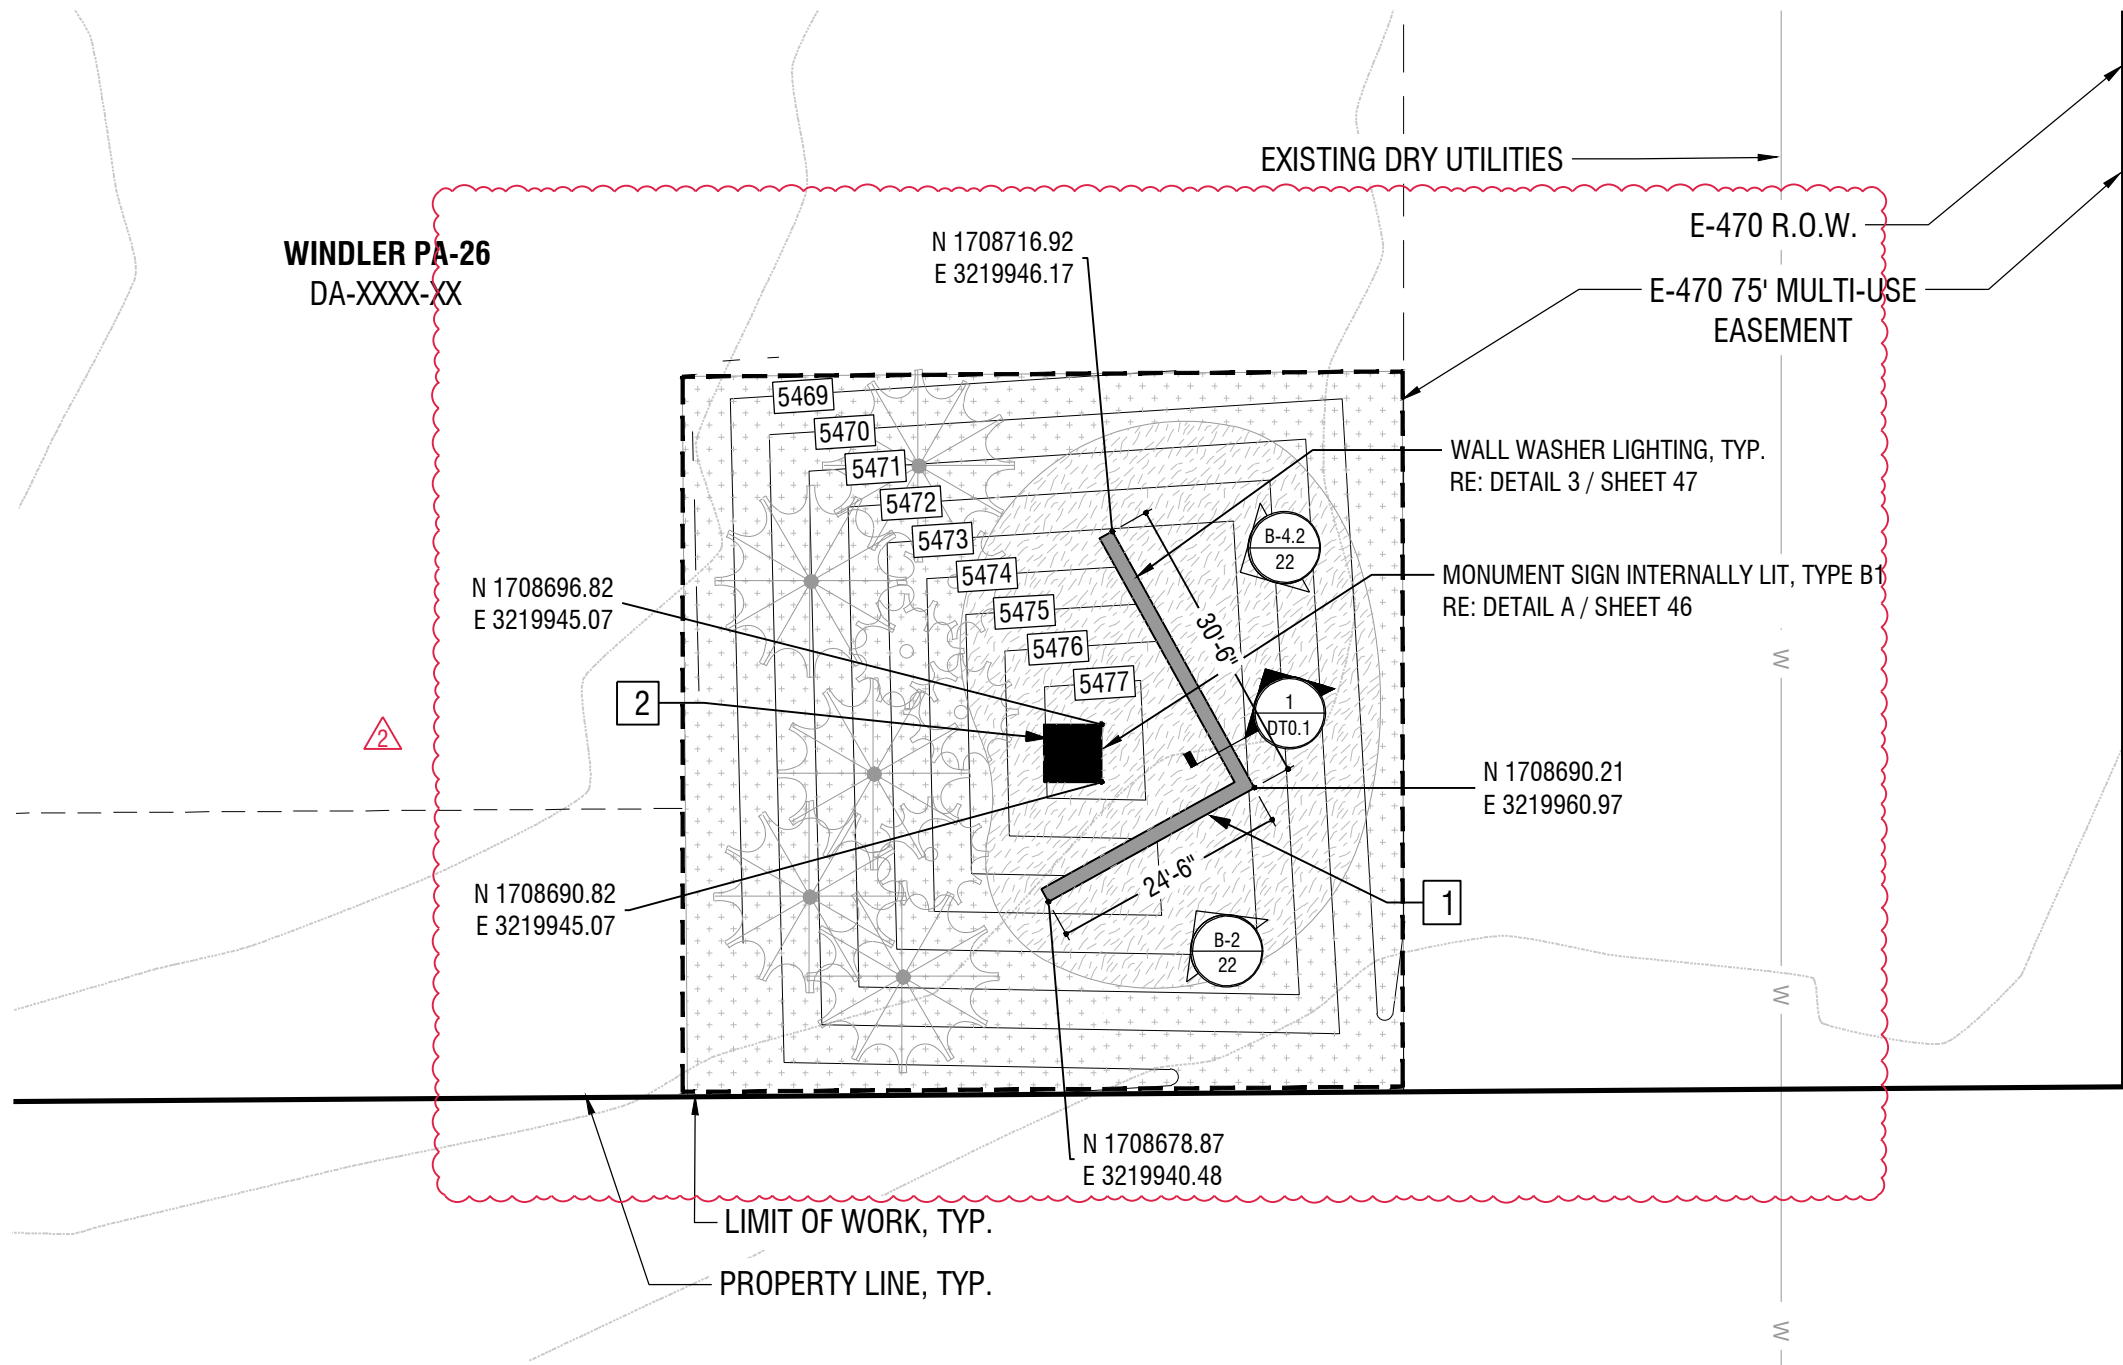 EXISTING DRY UTILITIES
E-470 R.O.W.
WINDLER PA-26
DA-XXXX-XX
N 1708716.92
E 3219946.17
E-470 75' MULTI-USE
EASEMENT
5469
5470
5471
5472
5473
5474
5475
5476
5477
WALL WASHER LIGHTING, TYP.
RE: DETAIL 3 / SHEET 47
B-4.2
22
MONUMENT SIGN INTERNALLY LIT, TYPE B1
RE: DETAIL A / SHEET 46
N 1708696.82
E 3219945.07
30'-6"
W
2
1
DT0.1
2
N 1708690.21
E 3219960.97
24'-6"
N 1708690.82
E 3219945.07
1
B-2
22
W
N 1708678.87
E 3219940.48
LIMIT OF WORK, TYP.
PROPERTY LINE, TYP.
W